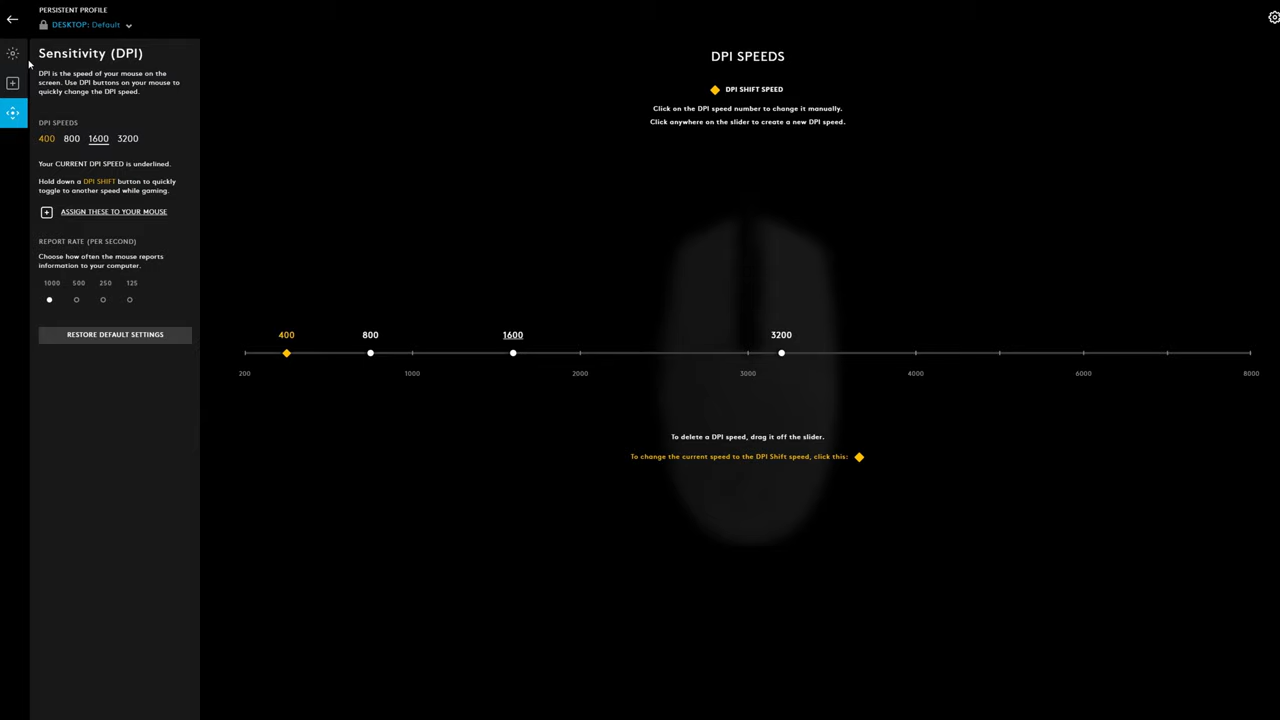 PERSISTENT PROFILE
DESKTOP: Default
Sensitivity (DPI)
DPI is the speed of your mouse on the
screen. Use DPI buttons on your mouse to
quickly change the DPI speed.
DPI SPEEDS
400 800 1600 3200
Your CURRENT DPI SPEED is underlined.
Hold down a DPI SHIFT button to quickly
toggle to another speed while gaming.
ASSIGN THESE TO YOUR MOUSE
REPORT RATE (PER SECOND)
Choose how often the mouse reports
information to your computer.
1000 500 250 125
RESTORE DEFAULT SETTINGS
DPI SPEEDS
DPI SHIFT SPEED
Click on the DPI speed number to change it manually.
Click anywhere on the slider to create a new DPI speed.
400 800 1600 3200
200 1000 2000 3000 4000 6000 8000
To delete a DPI speed, drag it off the slider.
To change the current speed to the DPI Shift speed, click this: